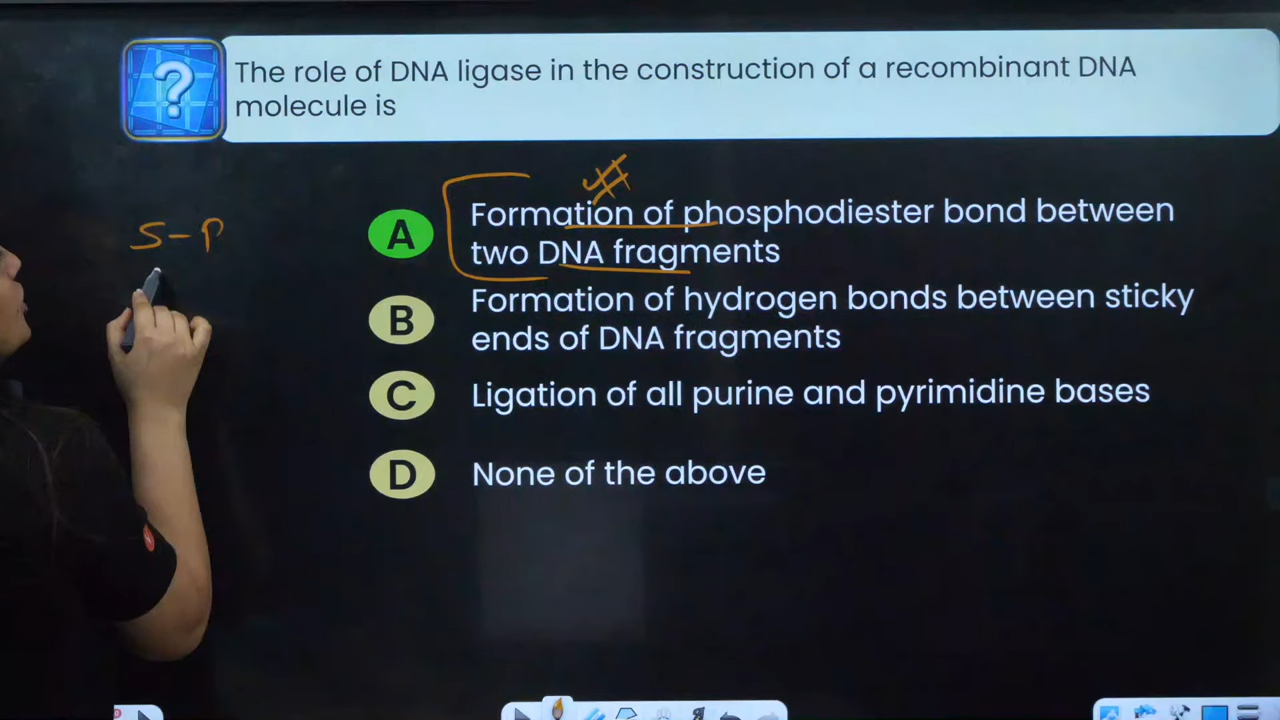 ?
The role of DNA ligase in the construction of a recombinant DNA
molecule is
S-P
A
Formation of phosphodiester bond between
two DNA fragments
B
Formation of hydrogen bonds between sticky
ends of DNA fragments
C
Ligation of all purine and pyrimidine bases
D
None of the above